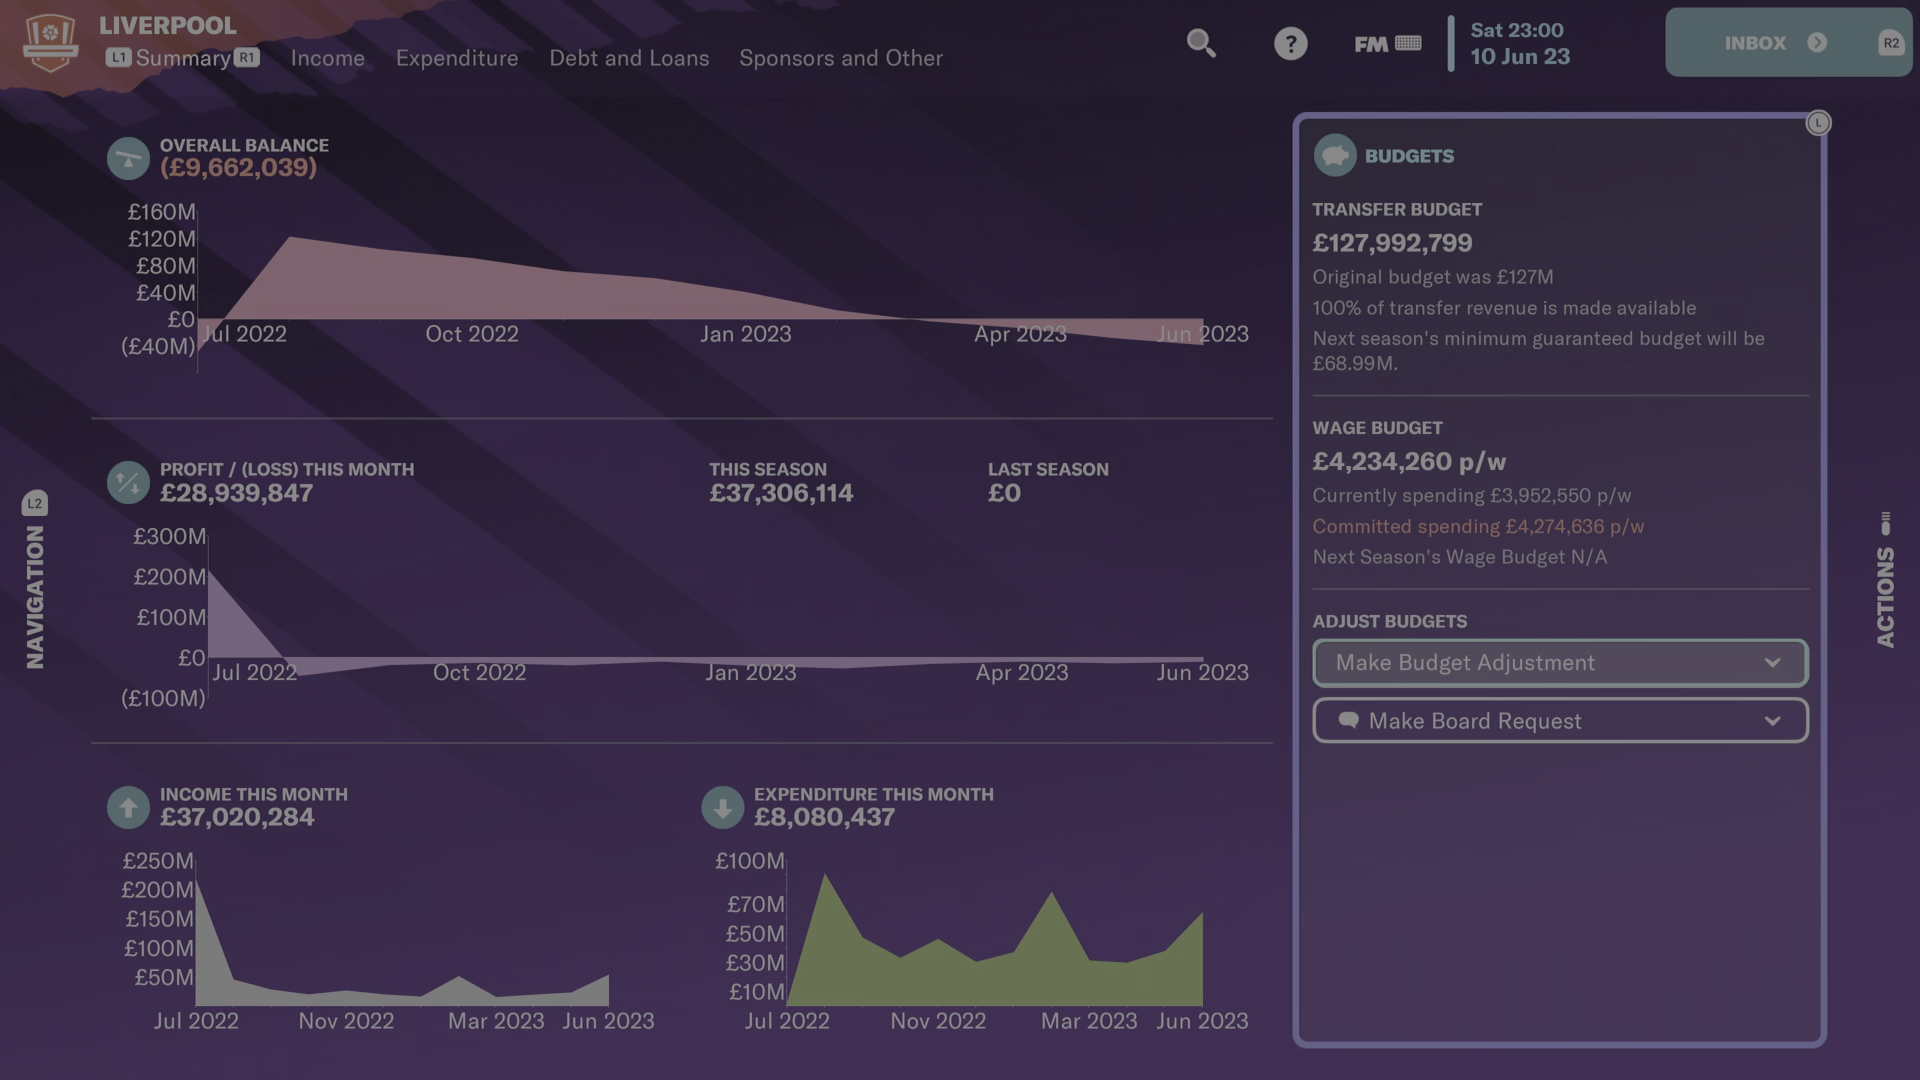 LIVERPOOL
L1 Summary R1 Income Expenditure Debt and Loans Sponsors and Other
?
FM
Sat 23:00
10 Jun 23
INBOX
R2
OVERALL BALANCE
(£9,662,039)
£160M
£120M
£80M
£40M
£0
(£40M)
Jul 2022 Oct 2022 Jan 2023 Apr 2023 Jun 2023
PROFIT / (LOSS) THIS MONTH
£28,939,847
THIS SEASON
£37,306,114
LAST SEASON
£0
£300M
£200M
£100M
£0
(£100M)
Jul 2022 Oct 2022 Jan 2023 Apr 2023 Jun 2023
INCOME THIS MONTH
£37,020,284
£250M
£200M
£150M
£100M
£50M
Jul 2022 Nov 2022 Mar 2023 Jun 2023
EXPENDITURE THIS MONTH
£8,080,437
£100M
£70M
£50M
£30M
£10M
Jul 2022 Nov 2022 Mar 2023 Jun 2023
L
BUDGETS
TRANSFER BUDGET
£127,992,799
Original budget was £127M
100% of transfer revenue is made available
Next season's minimum guaranteed budget will be
£68.99M.
WAGE BUDGET
£4,234,260 p/w
Currently spending £3,952,550 p/w
Committed spending £4,274,636 p/w
Next Season's Wage Budget N/A
ADJUST BUDGETS
Make Budget Adjustment
Make Board Request
L2
NAVIGATION
ACTIONS